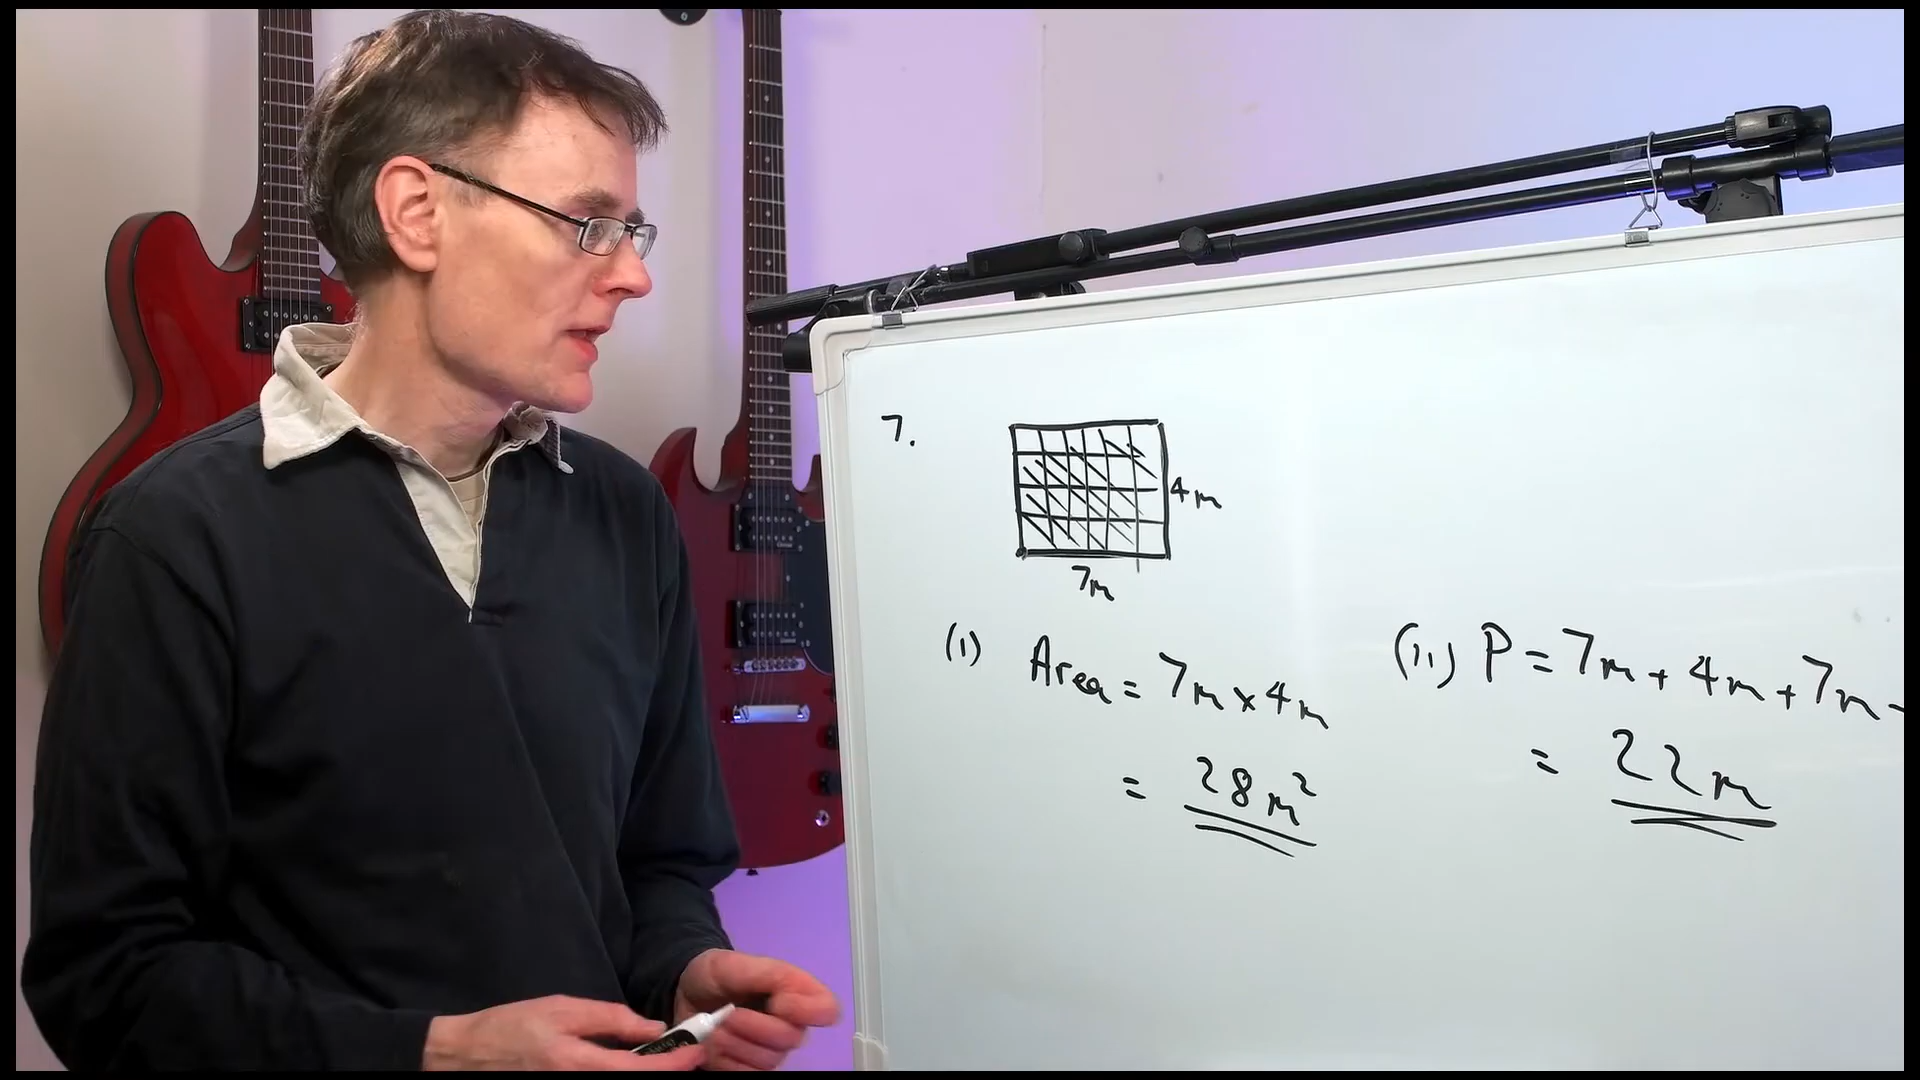 7.
4m
7m
(i) Area = 7m x 4m
= 28m²
(ii) P = 7m + 4m + 7m -
= 22m